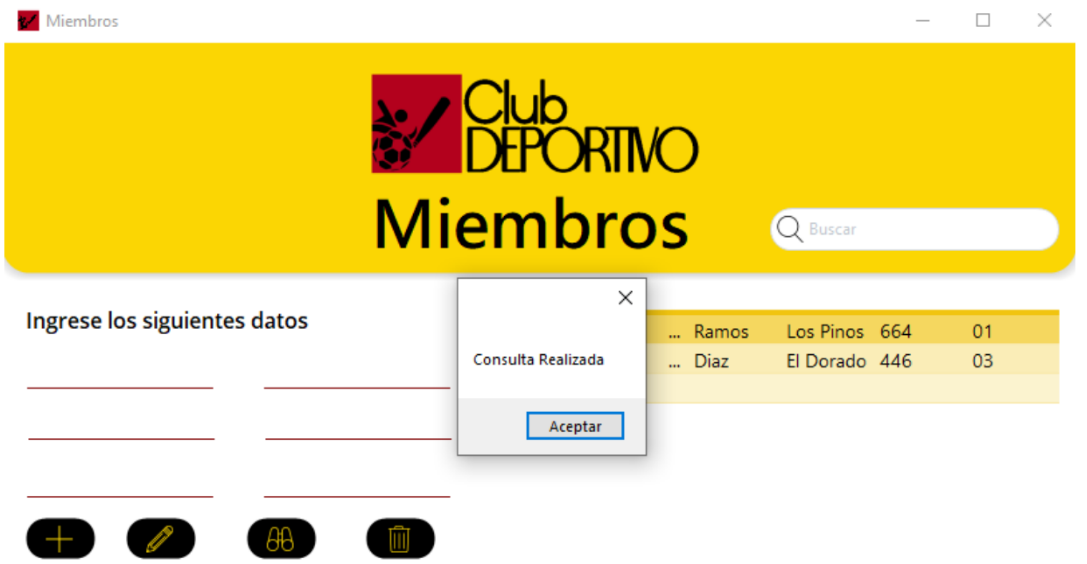 Miembros
Club
DEPORTIVO
Miembros
Buscar
Ingrese los siguientes datos
Consulta Realizada
Aceptar
... Ramos Los Pinos 664 01
... Diaz El Dorado 446 03